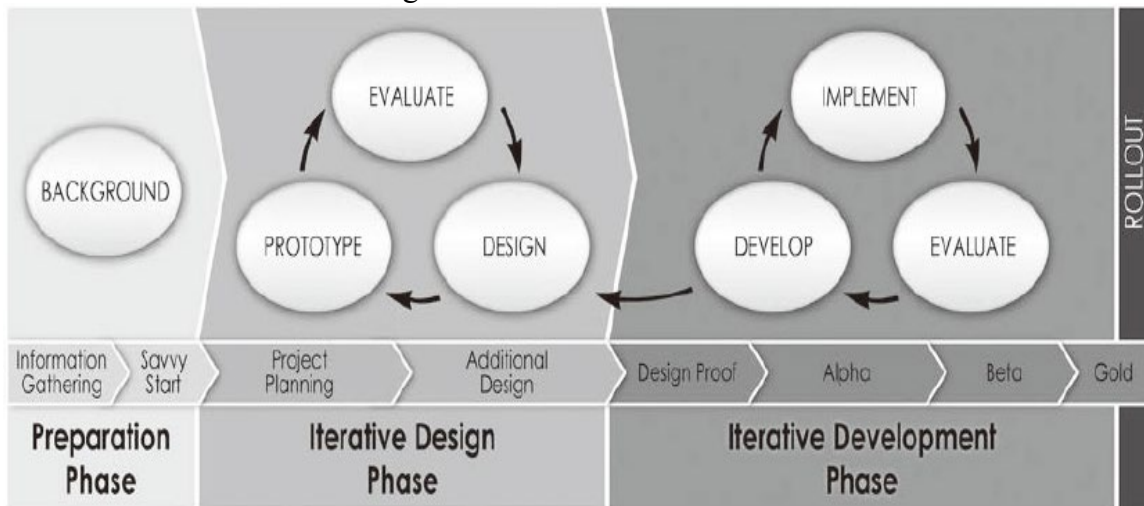 BACKGROUND
EVALUATE
PROTOTYPE
DESIGN
IMPLEMENT
DEVELOP
EVALUATE
ROLLOUT
Information
Gathering
Savvy
Start
Project
Planning
Additional
Design
Design Proof
Alpha
Beta
Gold
Preparation
Phase
Iterative Design
Phase
Iterative Development
Phase